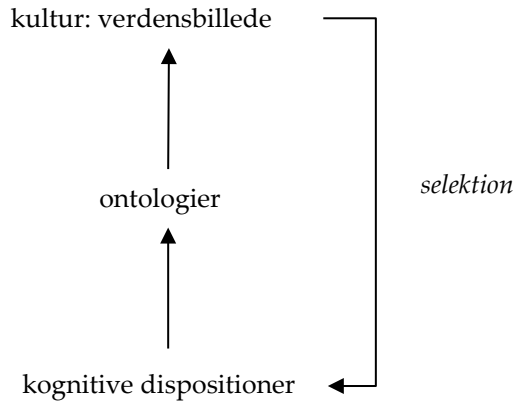 kultur: verdensbillede
ontologier
selektion
kognitive dispositioner